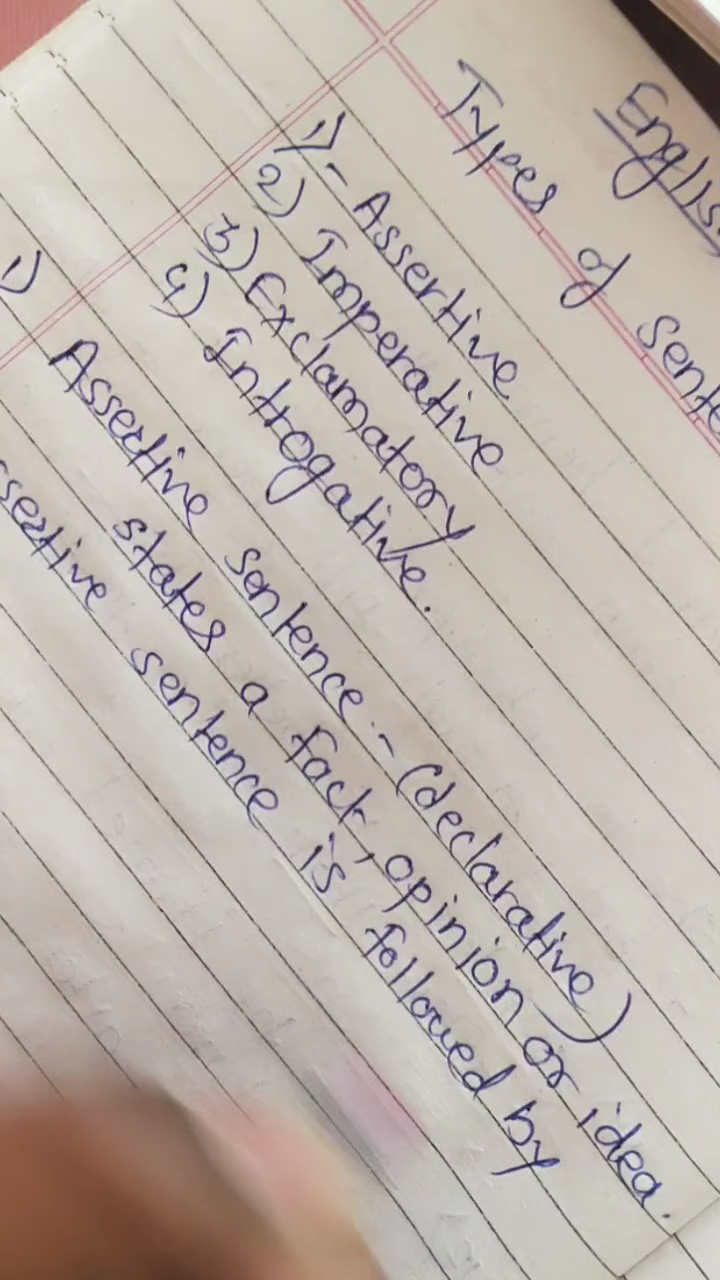 English
Types of sente
1) - Assertive
2) Imperative
3) Exclamatory
4) Introgative.
1) Assertive sentence :- (declarative)
states a fact, opinion or idea.
ssertive sentence is followed by